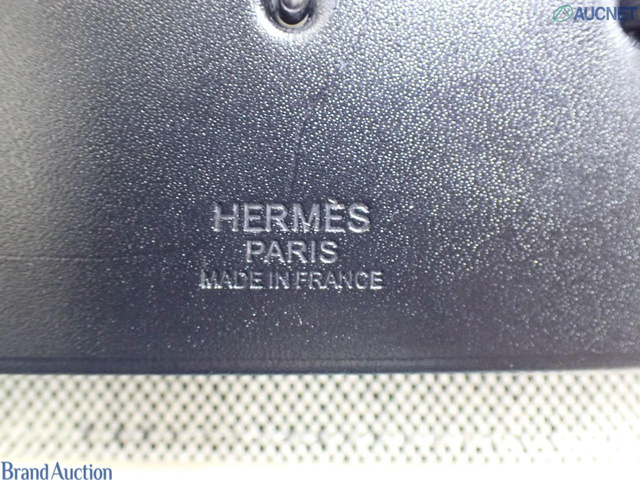 AUCNET
HERMÈS
PARIS
MADE IN FRANCE
Brand Auction